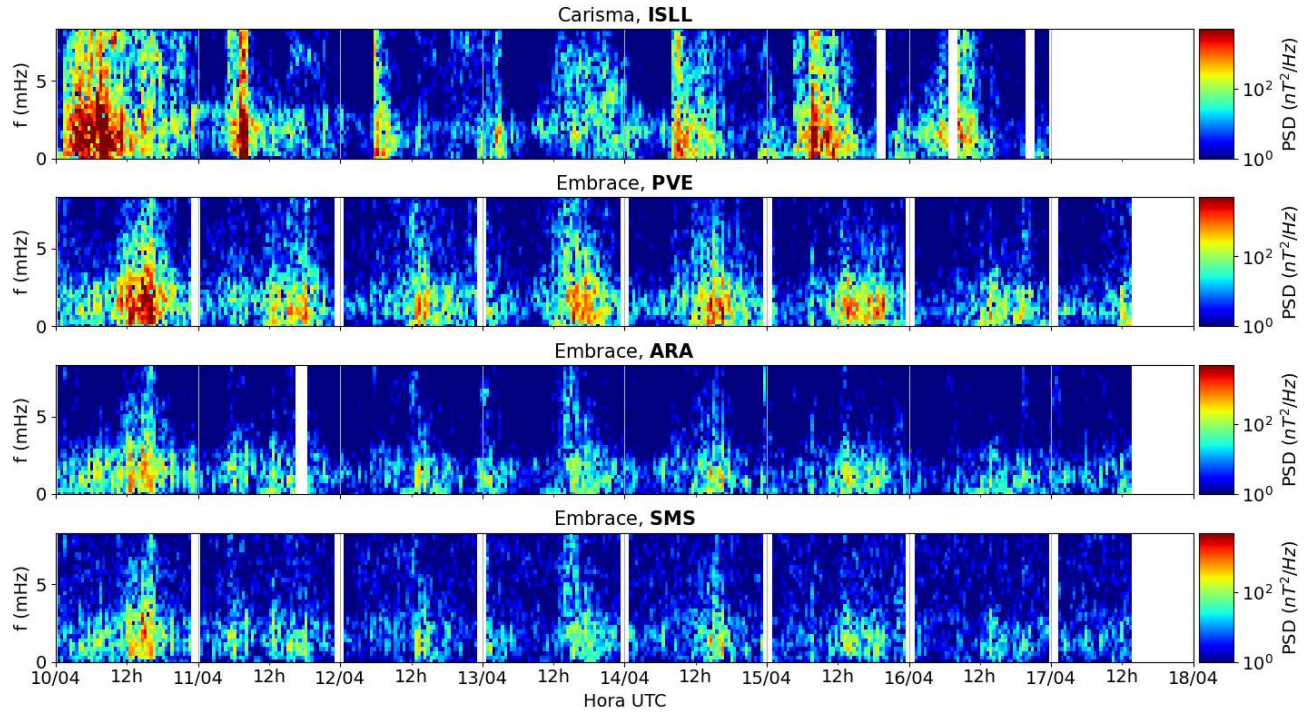 Carisma, ISLL
f (mHz)
5
0
10²
10⁰
PSD (nT²/Hz)
Embrace, PVE
f (mHz)
5
0
10²
10⁰
PSD (nT²/Hz)
Embrace, ARA
f (mHz)
5
0
10²
10⁰
PSD (nT²/Hz)
Embrace, SMS
f (mHz)
5
0
10²
10⁰
PSD (nT²/Hz)
10/04 12h 11/04 12h 12/04 12h 13/04 12h 14/04 12h 15/04 12h 16/04 12h 17/04 12h 18/04
Hora UTC